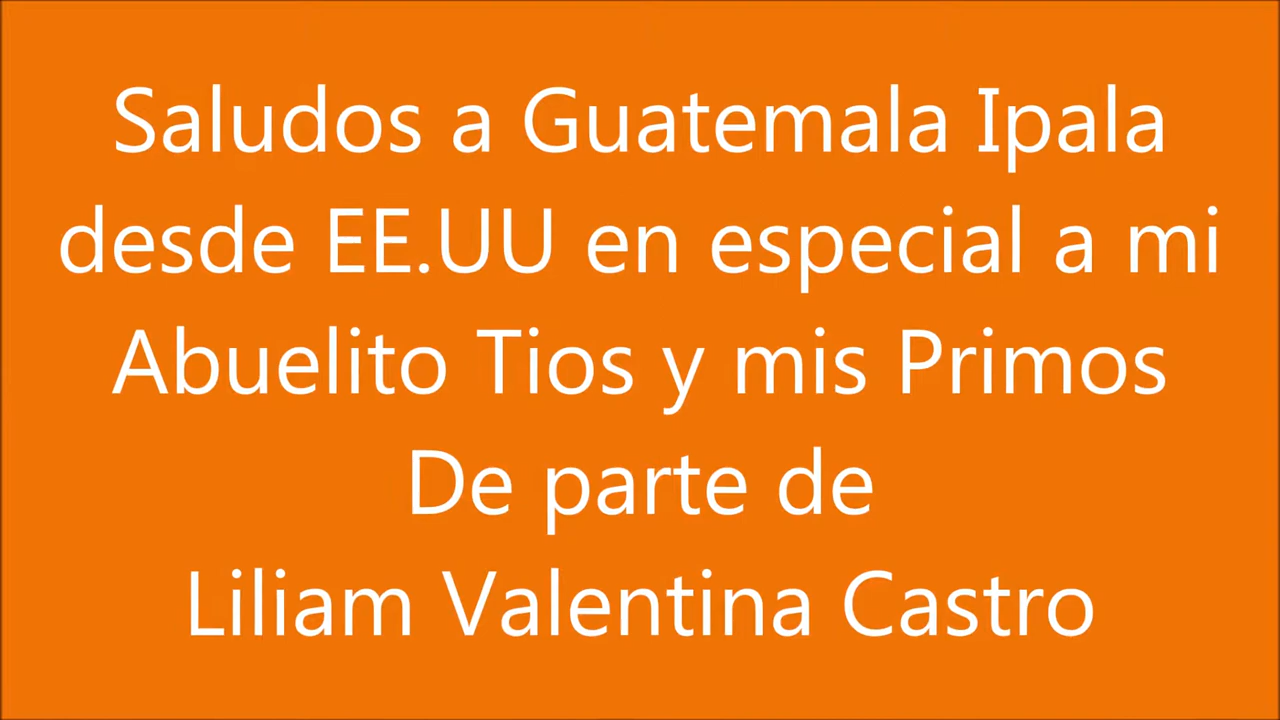 Saludos a Guatemala Ipala
desde EE.UU en especial a mi
Abuelito Tios y mis Primos
De parte de
Liliam Valentina Castro